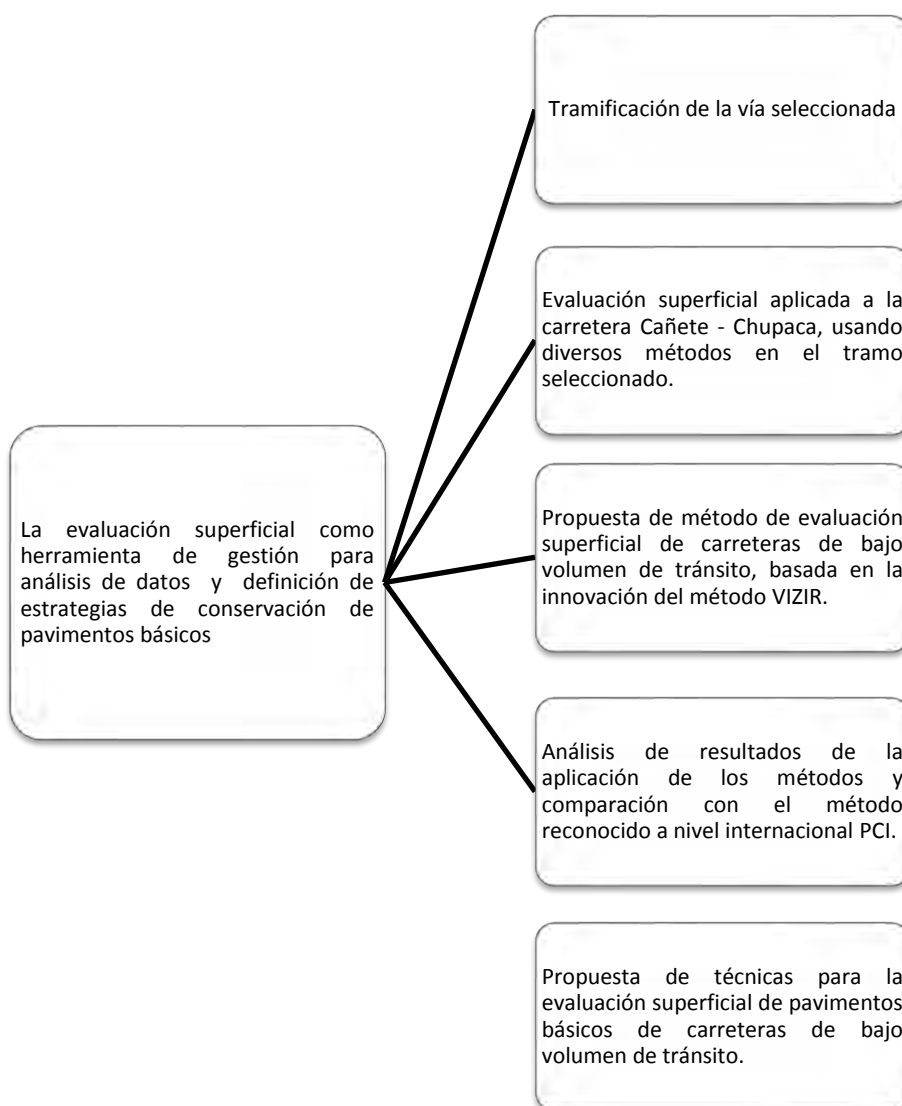 Tramificación de la vía seleccionada
Evaluación superficial aplicada a la
carretera Cañete - Chupaca, usando
diversos métodos en el tramo
seleccionado.
La evaluación superficial como
herramienta de gestión para
análisis de datos y definición de
estrategias de conservación de
pavimentos básicos
Propuesta de método de evaluación
superficial de carreteras de bajo
volumen de tránsito, basada en la
innovación del método VIZIR.
Análisis de resultados de la
aplicación de los métodos y
comparación con el método
reconocido a nivel internacional PCI.
Propuesta de técnicas para la
evaluación superficial de pavimentos
básicos de carreteras de bajo
volumen de tránsito.